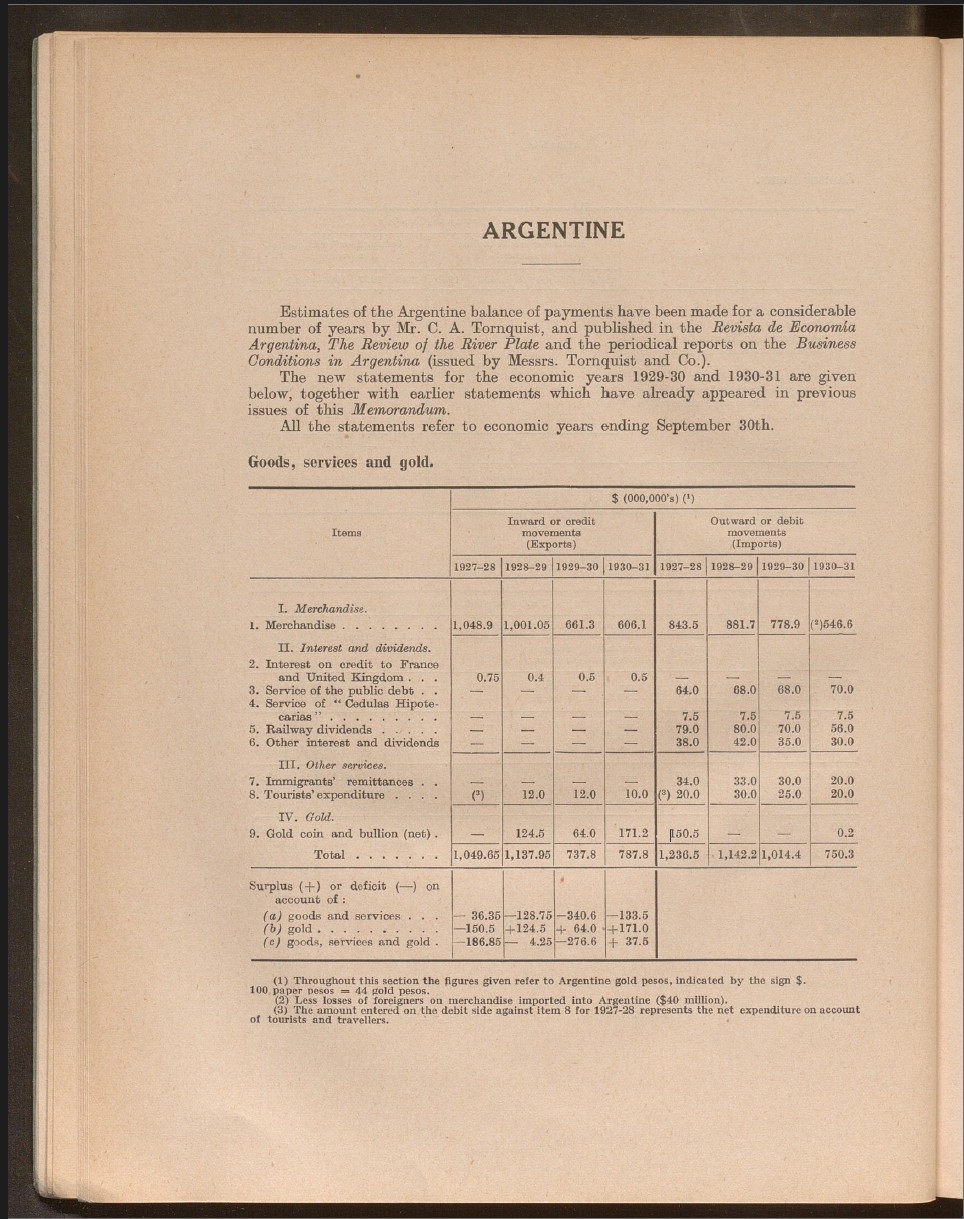 ARGENTINE
Estimates of the Argentine balance of payments have been made for a considerable
number of years by Mr. C. A. Tornquist, and published in the Revista de Economía
Argentina, The Review of the River Plate and the periodical reports on the Business
Conditions in Argentina (issued by Messrs. Tornquist and Co.).
The new statements for the economic years 1929-30 and 1930-31 are given
below, together with earlier statements which have already appeared in previous
issues of this Memorandum.
All the statements refer to economic years ending September 30th.
Goods, services and gold.
$ (000,000's) (¹)
Items
Inward or credit movements (Exports)
Outward or debit movements (Imports)
1927–28 1928–29 1929–30 1930–31 1927–28 1928–29 1929–30 1930–31
I. Merchandise.
1. Merchandise . . . . . . . . 1,048.9 1,001.05 661.3 606.1 843.5 881.7 778.9 (²)546.6
II. Interest and dividends.
2. Interest on credit to France
and United Kingdom . . . 0.75 0.4 0.5 0.5 — — — —
3. Service of the public debt . . — — — — 64.0 68.0 68.0 70.0
4. Service of “ Cedulas Hipote-
carias ” . . . . . . . . . — — — — 7.5 7.5 7.5 7.5
5. Railway dividends . . . . . — — — — 79.0 80.0 70.0 56.0
6. Other interest and dividends — — — — 38.0 42.0 35.0 30.0
III. Other services.
7. Immigrants' remittances . . — — — — 34.0 33.0 30.0 20.0
8. Tourists' expenditure . . . . (³) 12.0 12.0 10.0 (³) 20.0 30.0 25.0 20.0
IV. Gold.
9. Gold coin and bullion (net) . — 124.5 64.0 171.2 150.5 — — 0.2
Total . . . . . . . 1,049.65 1,137.95 737.8 787.8 1,236.5 1,142.2 1,014.4 750.3
Surplus (+) or deficit (—) on
account of :
(a) goods and services . . . — 36.35 —128.75 —340.6 —133.5
(b) gold . . . . . . . . . . —150.5 +124.5 + 64.0 +171.0
(c) goods, services and gold . —186.85 — 4.25 —276.6 + 37.5
(1) Throughout this section the figures given refer to Argentine gold pesos, indicated by the sign $.
100 paper pesos = 44 gold pesos.
(2) Less losses of foreigners on merchandise imported into Argentine ($40 million).
(3) The amount entered on the debit side against item 8 for 1927-28 represents the net expenditure on account
of tourists and travellers.